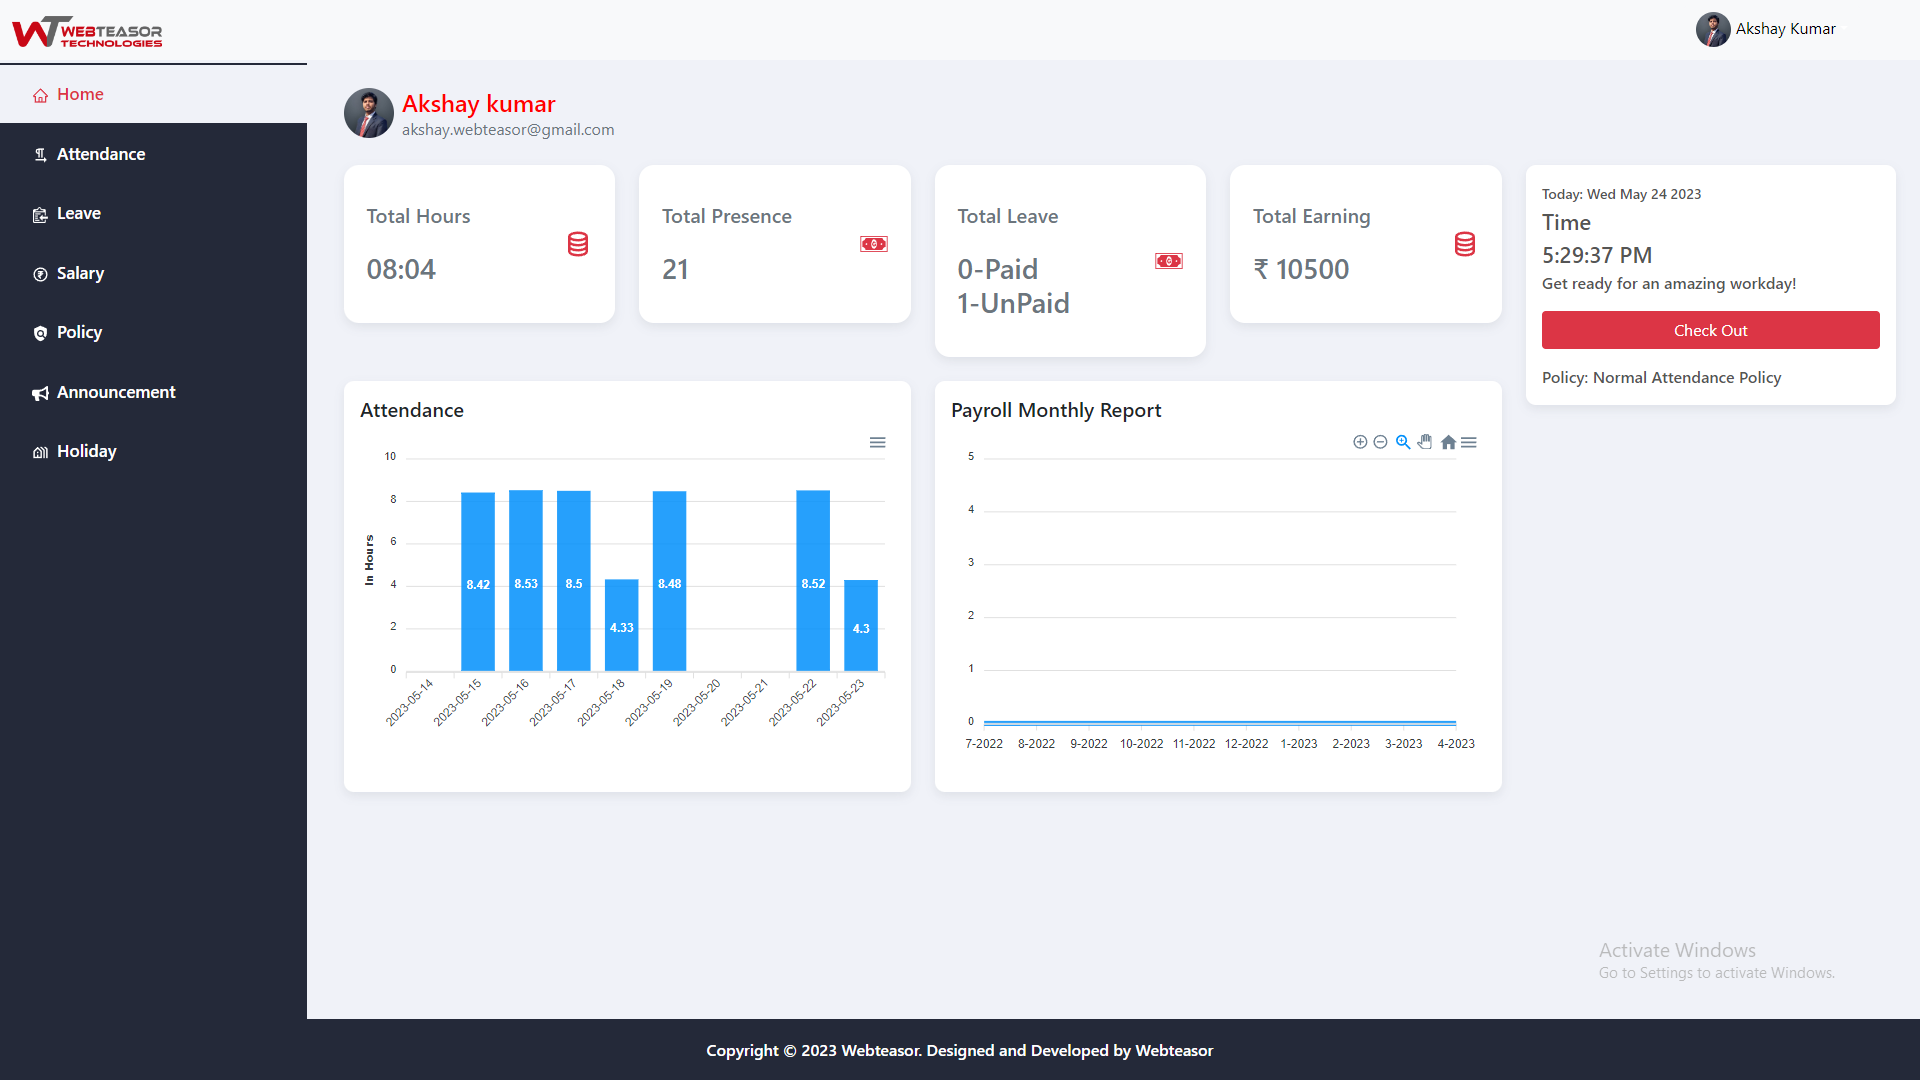 WT WEBTEASOR
TECHNOLOGIES
Akshay Kumar
Home
Attendance
Leave
Salary
Policy
Announcement
Holiday
Akshay kumar
akshay.webteasor@gmail.com
Total Hours
08:04
Total Presence
21
Total Leave
0-Paid
1-UnPaid
Total Earning
₹ 10500
Today: Wed May 24 2023
Time
5:29:37 PM
Get ready for an amazing workday!
Check Out
Policy: Normal Attendance Policy
Attendance
In Hours
10
8
6
4
2
0
8.42
8.53
8.5
4.33
8.48
8.52
4.3
2023-05-14
2023-05-15
2023-05-16
2023-05-17
2023-05-18
2023-05-19
2023-05-20
2023-05-21
2023-05-22
2023-05-23
Payroll Monthly Report
5
4
3
2
1
0
7-2022 8-2022 9-2022 10-2022 11-2022 12-2022 1-2023 2-2023 3-2023 4-2023
Activate Windows
Go to Settings to activate Windows.
Copyright © 2023 Webteasor. Designed and Developed by Webteasor